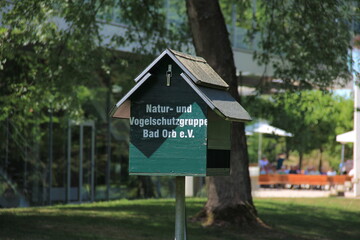 Natur- und
Vogelschutzgruppe
Bad Orb e.V.